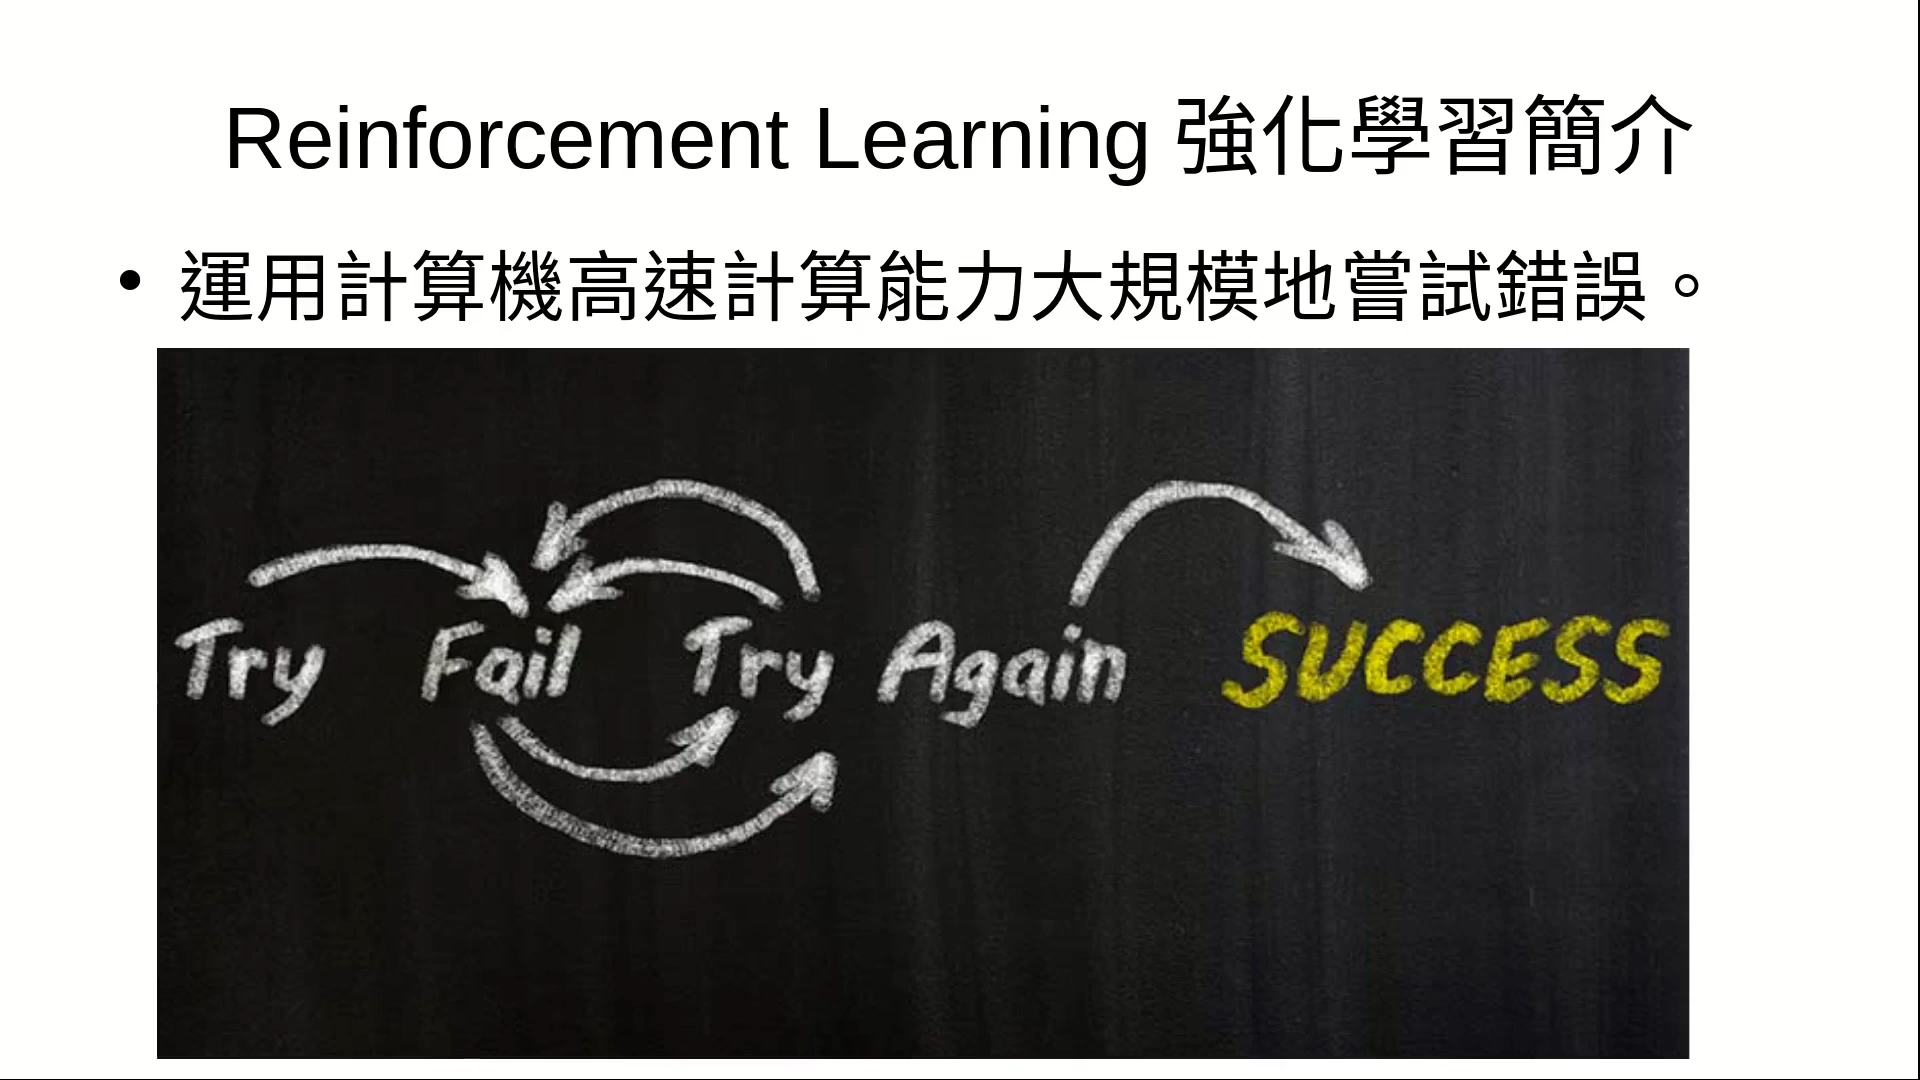 Reinforcement Learning 強化學習簡介
• 運用計算機高速計算能力大規模地嘗試錯誤。
Try Fail Try Again SUCCESS